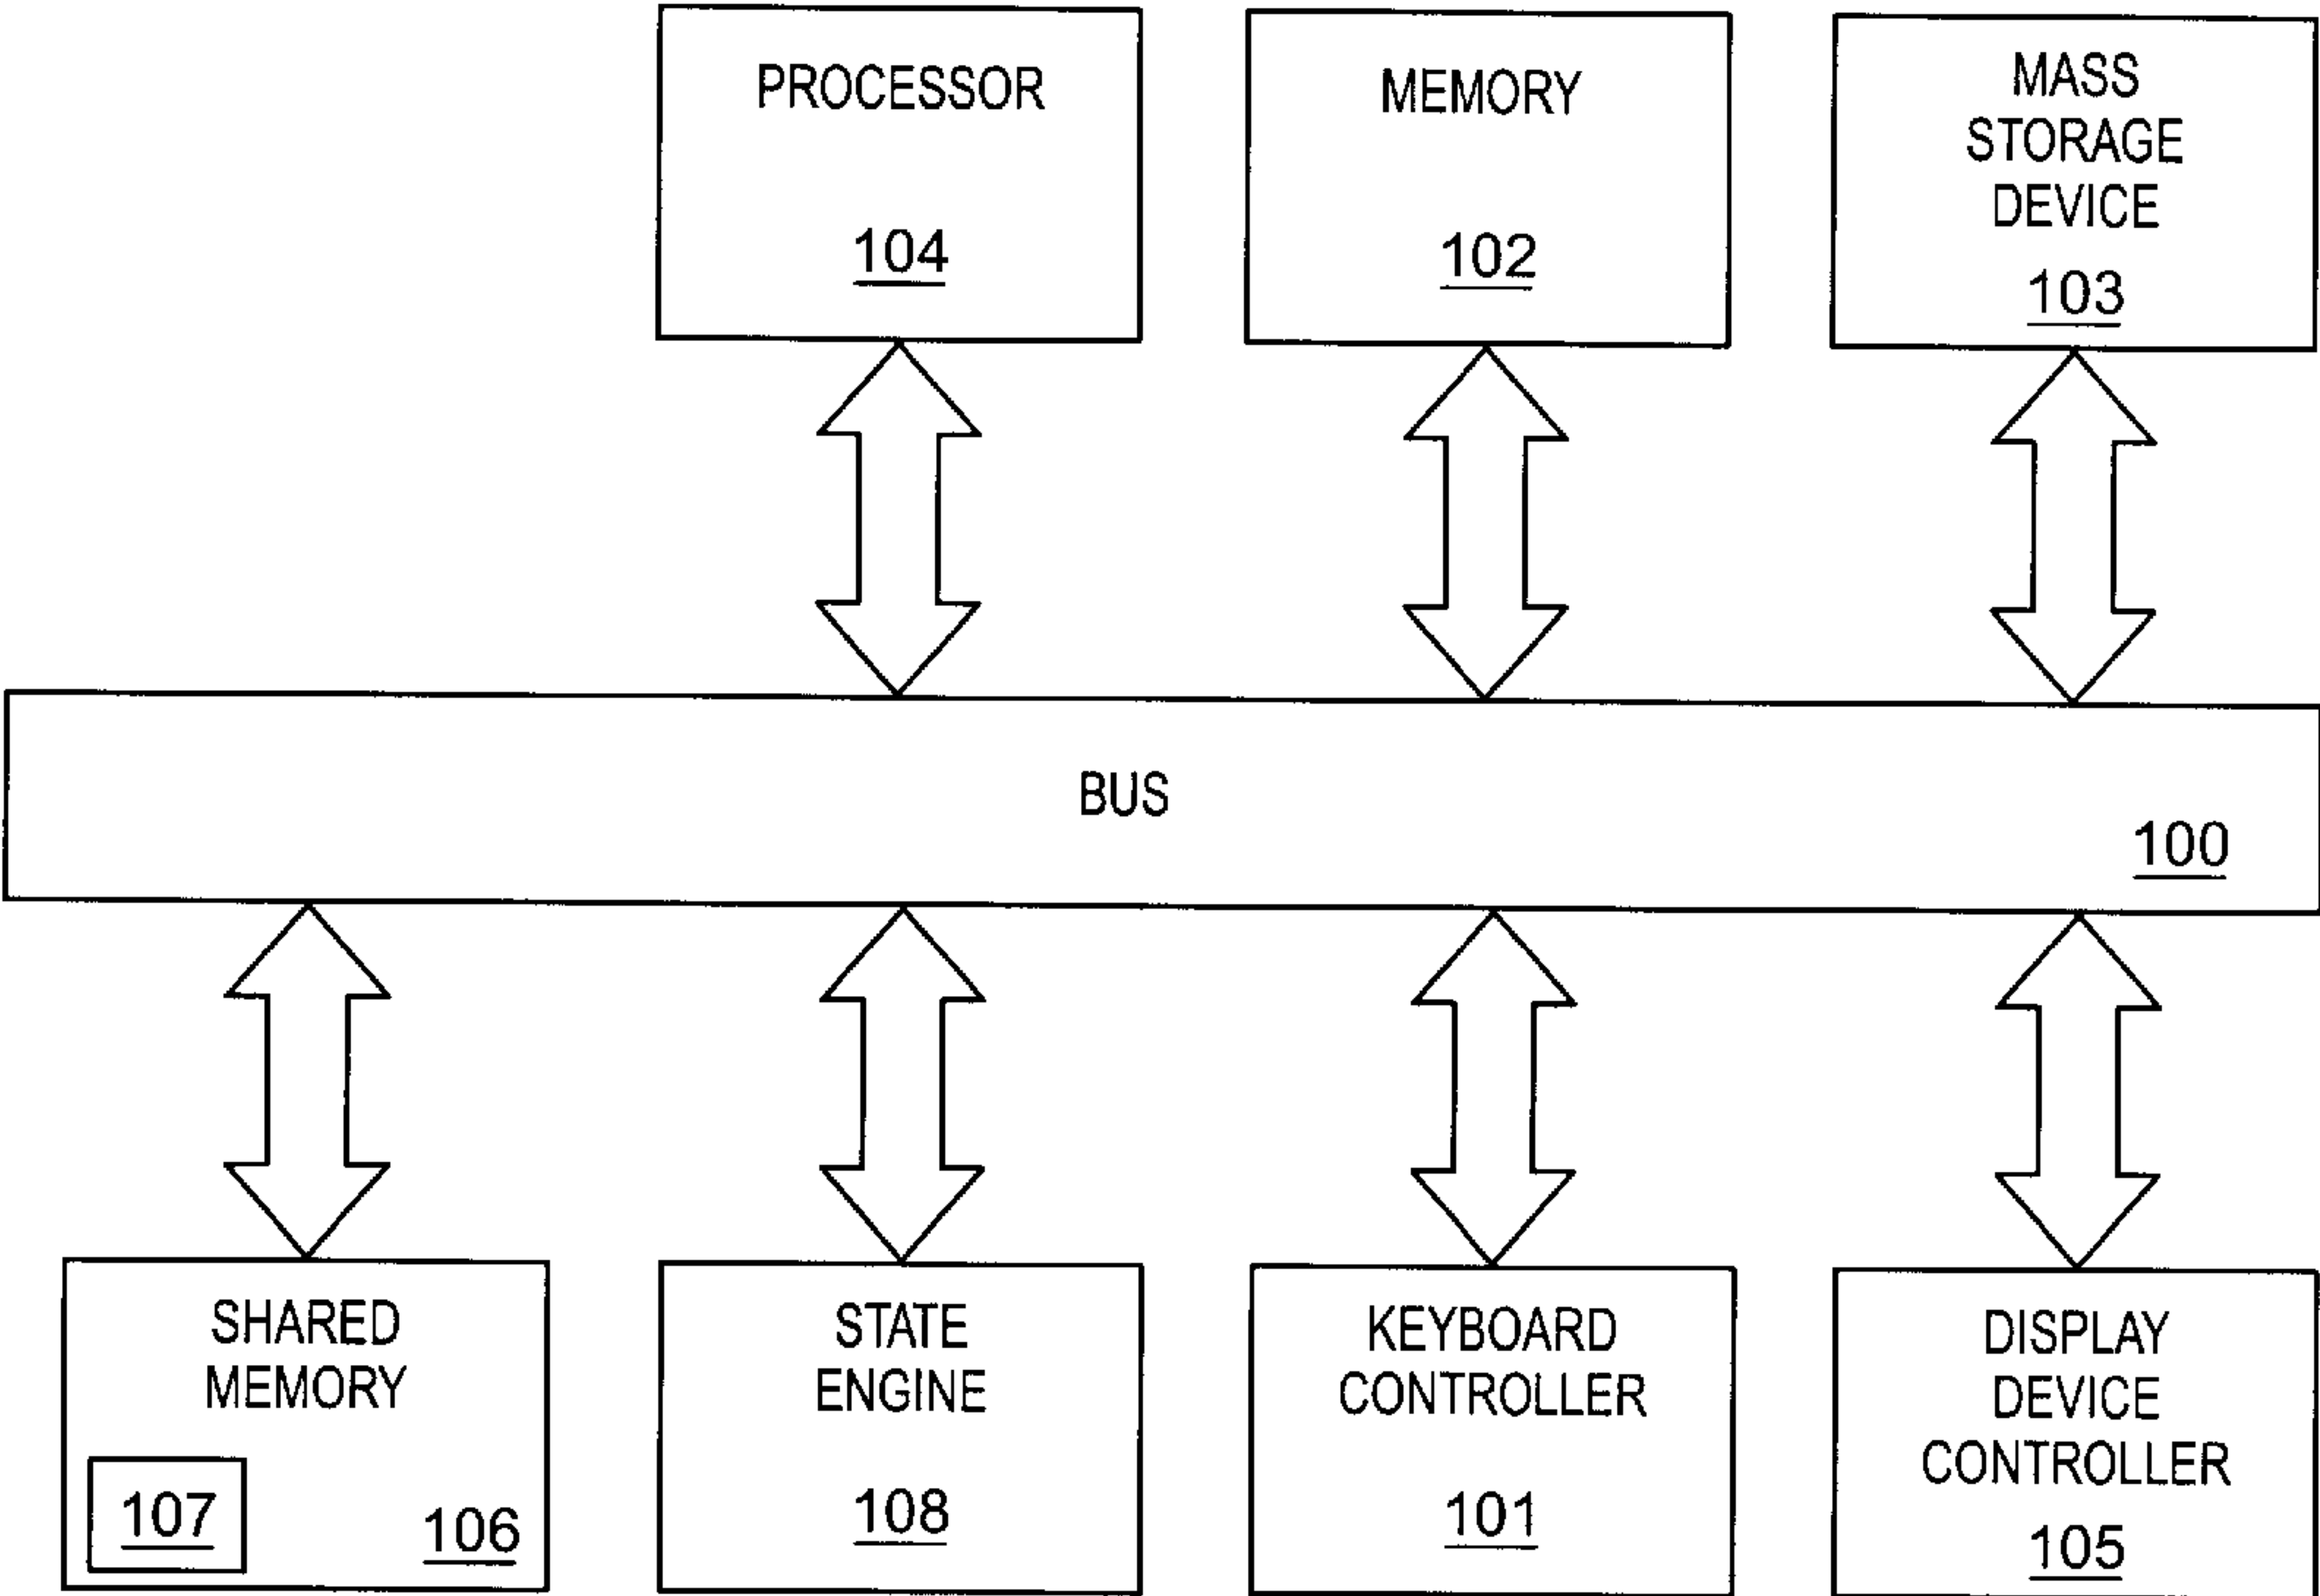 PROCESSOR
104
MEMORY
102
MASS
STORAGE
DEVICE
103
BUS
100
SHARED
MEMORY
107
106
STATE
ENGINE
108
KEYBOARD
CONTROLLER
101
DISPLAY
DEVICE
CONTROLLER
105